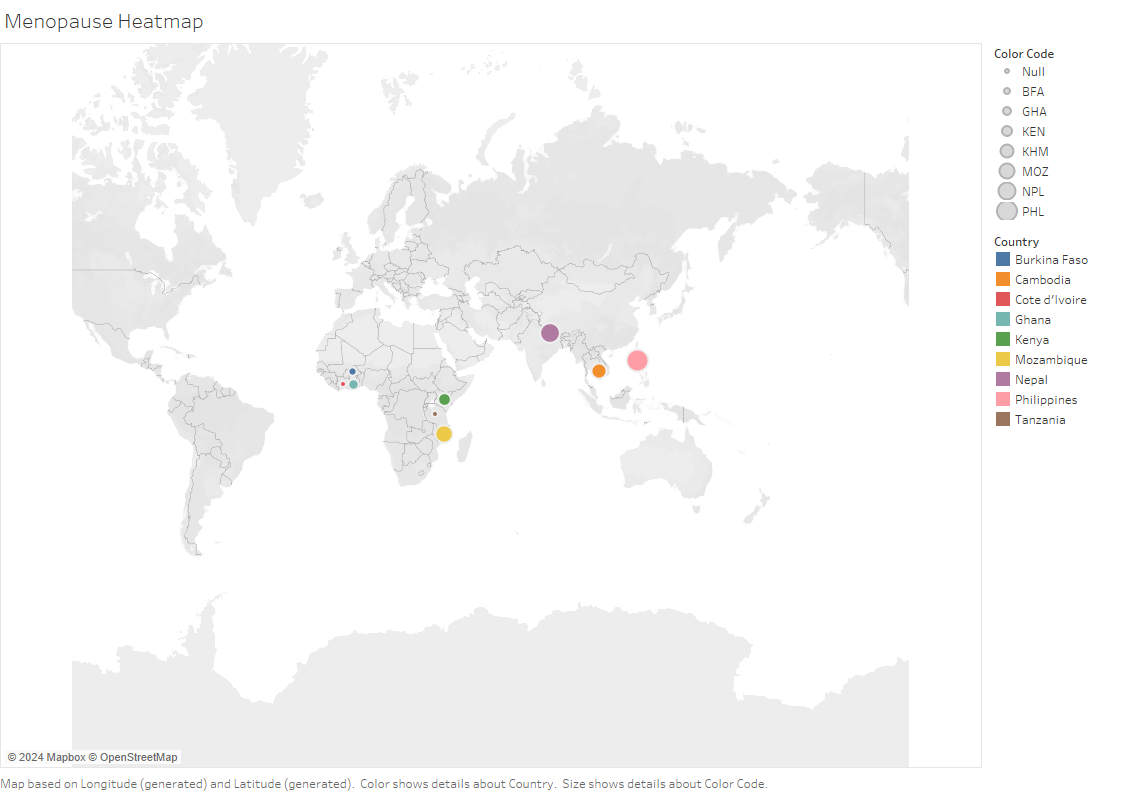 Menopause Heatmap
Color Code
Null
BFA
GHA
KEN
KHM
MOZ
NPL
PHL
Country
Burkina Faso
Cambodia
Cote d'Ivoire
Ghana
Kenya
Mozambique
Nepal
Philippines
Tanzania
© 2024 Mapbox © OpenStreetMap
Map based on Longitude (generated) and Latitude (generated). Color shows details about Country. Size shows details about Color Code.